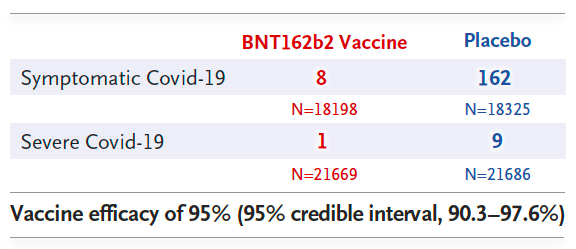 BNT162b2 Vaccine Placebo
Symptomatic Covid-19 8 162
N=18198 N=18325
Severe Covid-19 1 9
N=21669 N=21686
Vaccine efficacy of 95% (95% credible interval, 90.3–97.6%)